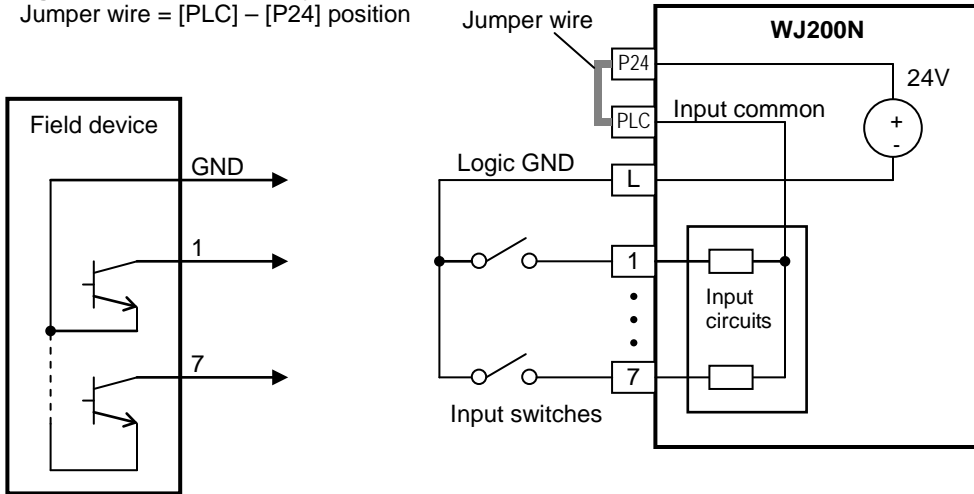 Jumper wire = [PLC] – [P24] position
Field device
GND
1
7
Jumper wire
WJ200N
P24
24V
PLC
Input common
+
-
Logic GND
L
1
Input
circuits
7
Input switches